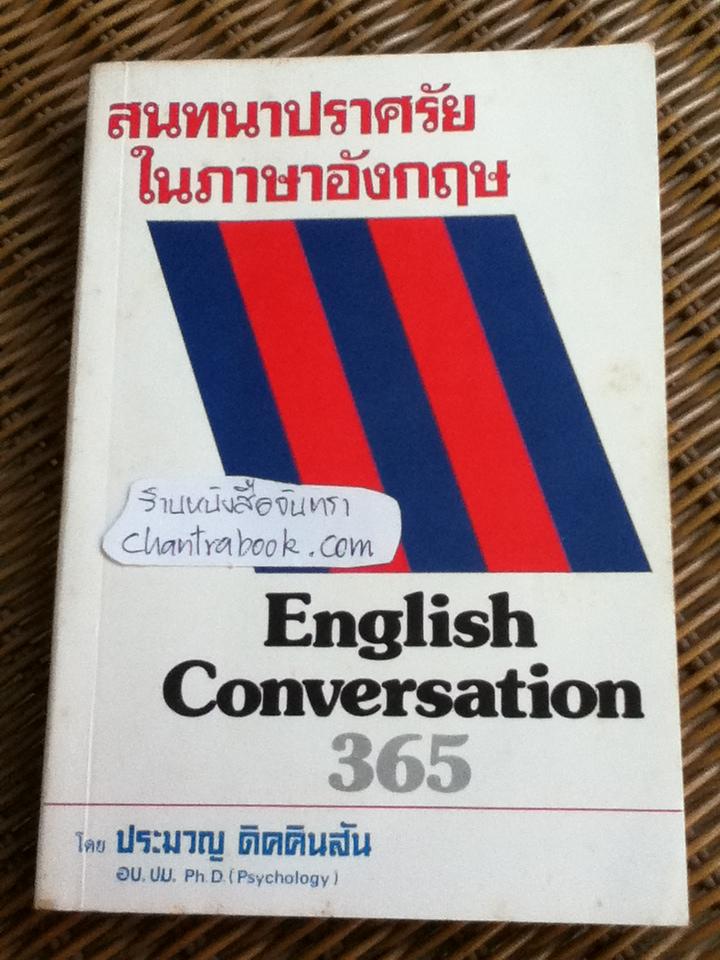 สนทนาปราศรัย
ในภาษาอังกฤษ
ร้านหนังสือจันทรา
chantrabook.com
English
Conversation
365
โดย ประมาญ ดิคคินสัน
อบ. ปม. Ph.D. (Psychology)